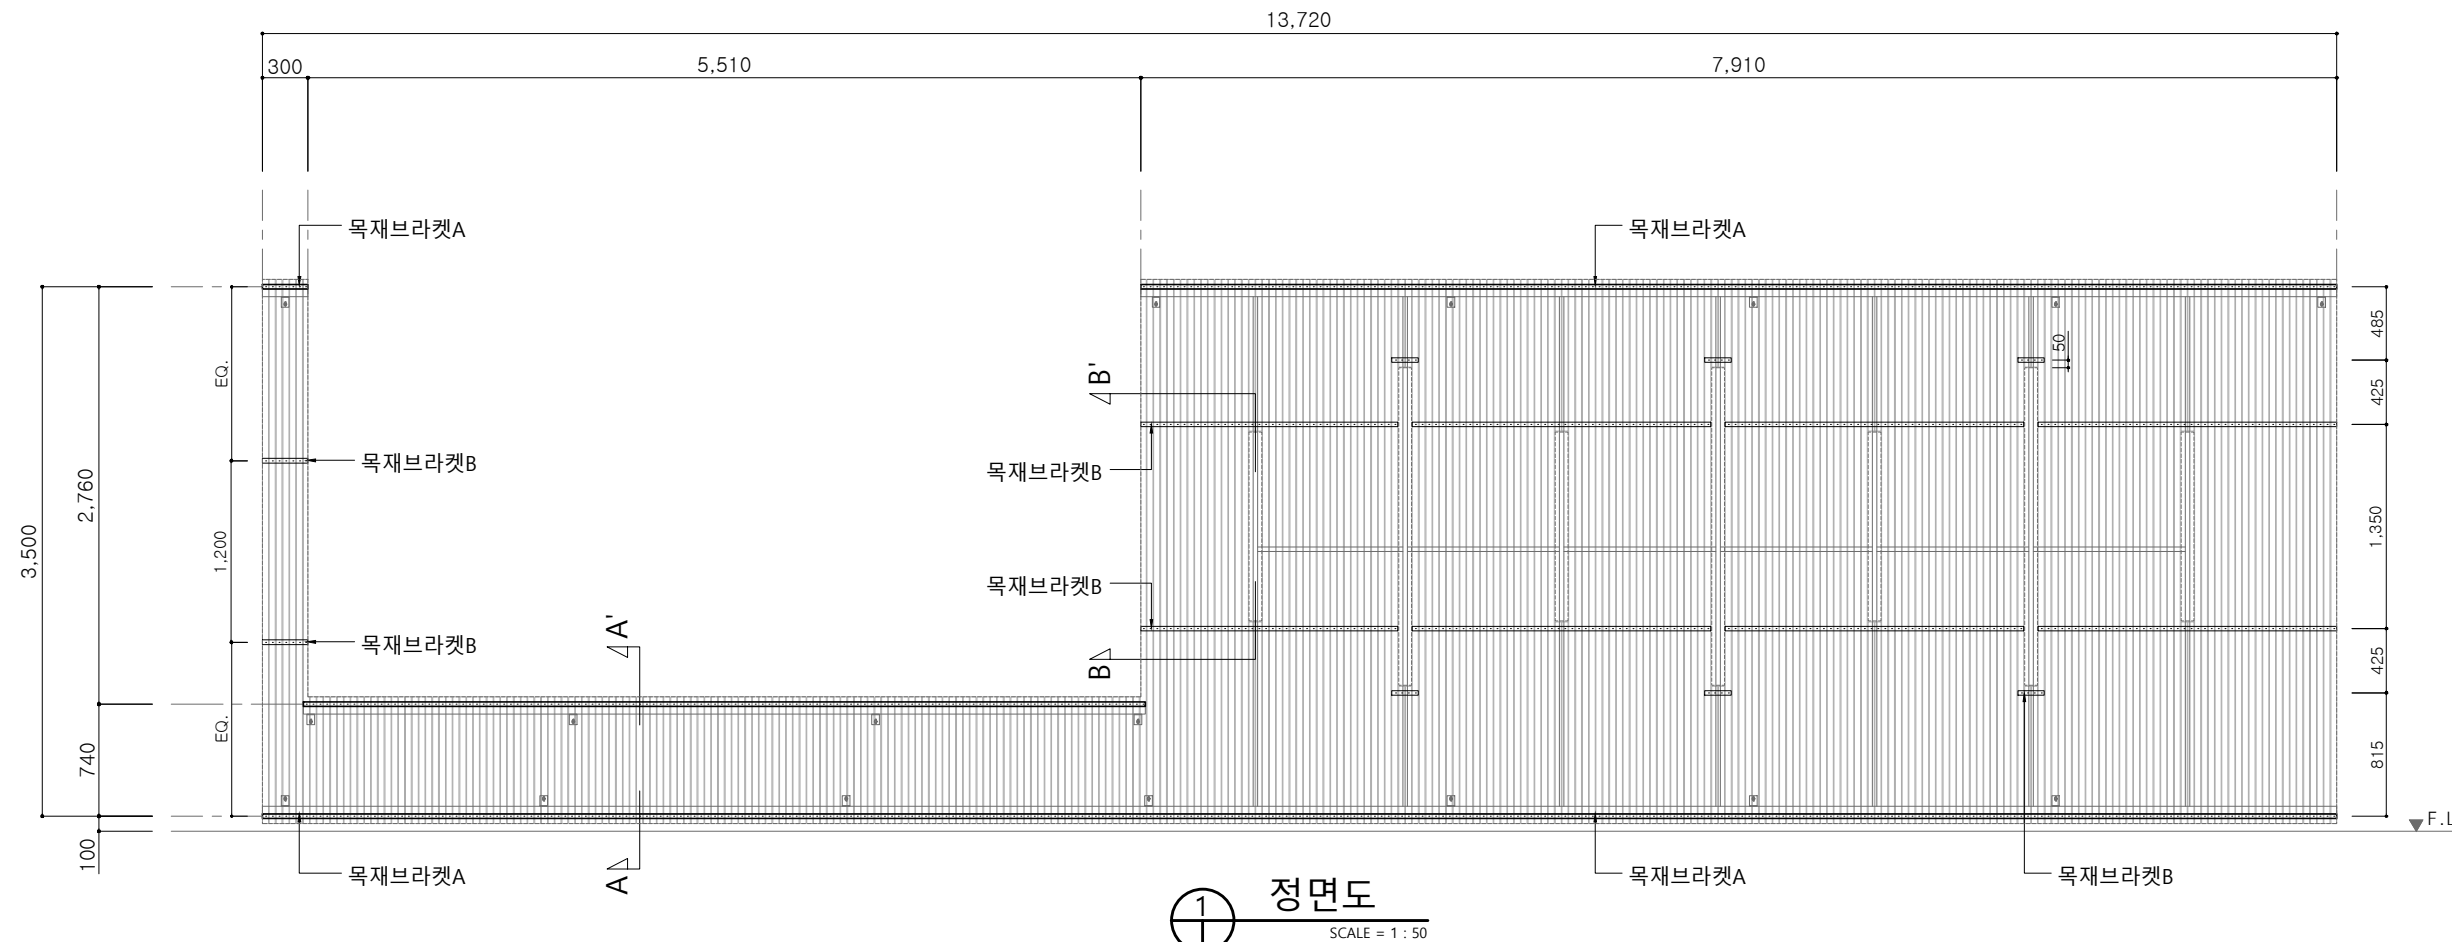 13,720
300
5,510
7,910
목재브라켓A
목재브라켓A
485
50
EQ.
B'
425
목재브라켓B
목재브라켓B
2,760
3,500
1,200
1,350
목재브라켓B
A'
목재브라켓B
B
425
EQ.
740
815
F.L
100
목재브라켓A
A
목재브라켓A
목재브라켓B
1
정면도
SCALE = 1 : 50